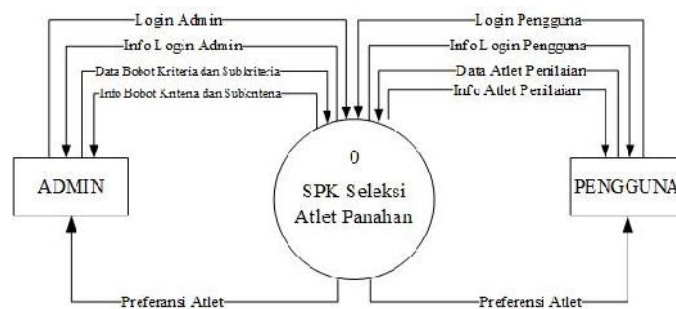 Login Admin
Info Login Admin
Data Bobot Kriteria dan Subkriteria
Info Bobot Kriteria dan Subkriteria
Login Pengguna
Info Login Pengguna
Data Atlet Penilaian
Info Atlet Penilaian
ADMIN
0
SPK Seleksi
Atlet Panahan
PENGGUNA
Preferansi Atlet
Preferensi Atlet